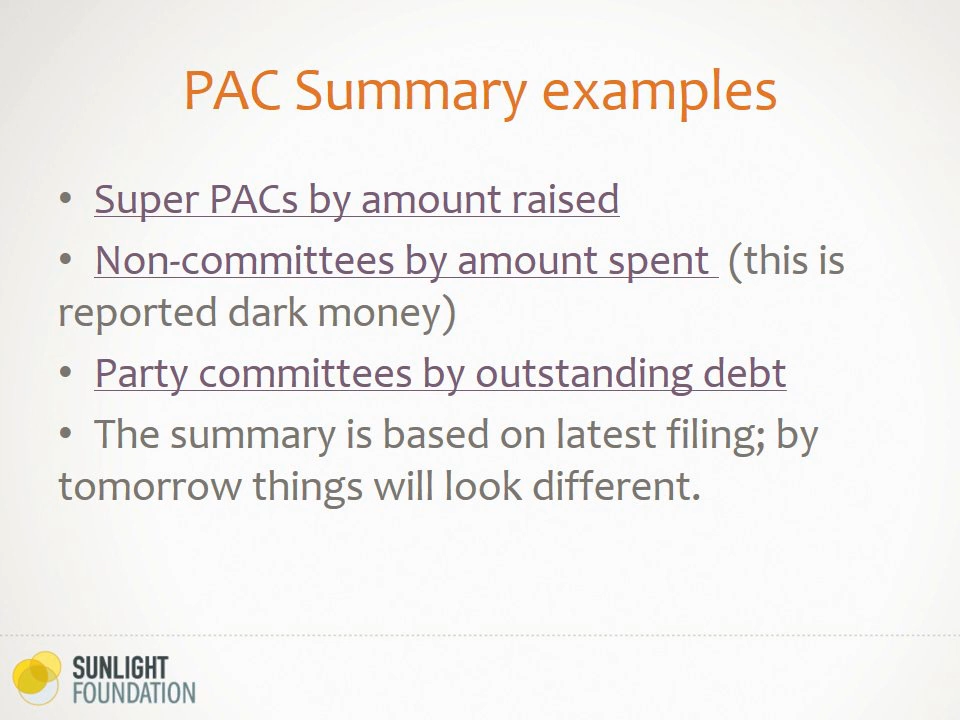 PAC Summary examples
• Super PACs by amount raised
• Non-committees by amount spent (this is
reported dark money)
• Party committees by outstanding debt
• The summary is based on latest filing; by
tomorrow things will look different.
SUNLIGHT
FOUNDATION